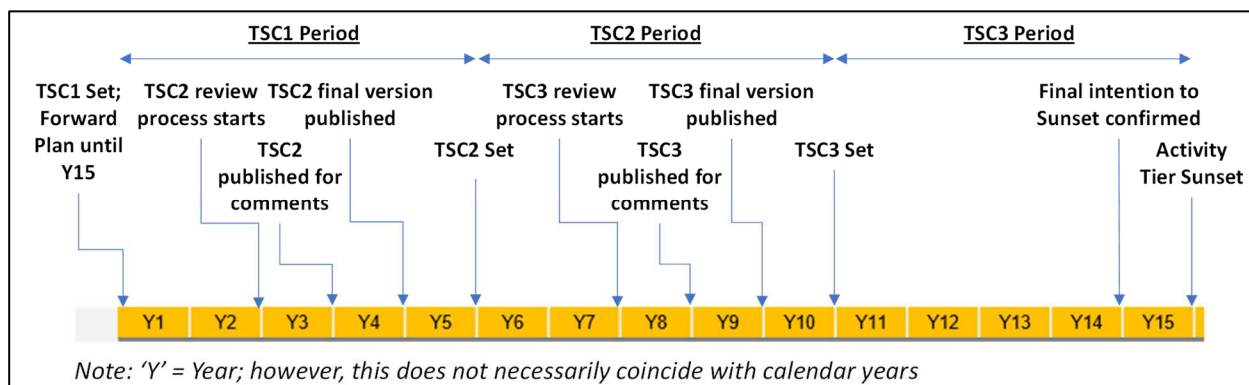 TSC1 Period
TSC2 Period
TSC3 Period
TSC1 Set;
Forward
Plan until
Y15
TSC2 review
process starts
TSC2
published for
comments
TSC2 final version
published
TSC2 Set
TSC3 review
process starts
TSC3
published for
comments
TSC3 final version
published
TSC3 Set
Final intention to
Sunset confirmed
Activity
Tier Sunset
Y1 Y2 Y3 Y4 Y5 Y6 Y7 Y8 Y9 Y10 Y11 Y12 Y13 Y14 Y15
Note: ‘Y’ = Year; however, this does not necessarily coincide with calendar years